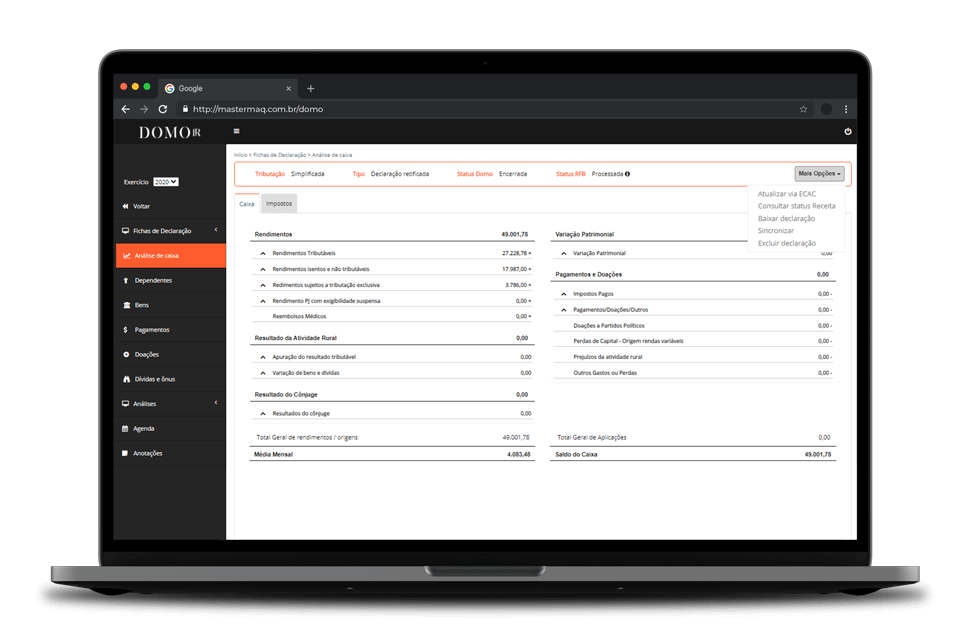 Google
http://mastermaq.com.br/domo
DOMO IR
Início > Fichas de Declaração > Análise de caixa
Tributação Simplificada Tipo Declaração retificada Status Domo Encerrada Status RFB Processada Mais Opções
Atualizar via ECAC
Consultar status Receita
Baixar declaração
Sincronizar
Excluir declaração
Exercício 2020
Voltar
Fichas de Declaração
Análise de caixa
Dependentes
Bens
Pagamentos
Doações
Dívidas e ônus
Análises
Agenda
Anotações
Caixa Impostos
Rendimentos 49.001,78
Rendimentos Tributáveis 27.228,78 +
Rendimentos isentos e não tributáveis 17.987,00 +
Redimentos sujeitos a tributação exclusiva 3.786,00 +
Rendimento PJ com exigibilidade suspensa 0,00 +
Reembolsos Médicos 0,00 +
Resultado da Atividade Rural 0,00
Apuração do resultado tributável 0,00
Variação de bens e dívidas 0,00
Resultado do Cônjuge 0,00
Resultados do cônjuge 0,00
Total Geral de rendimentos / origens 49.001,78
Média Mensal 4.083,48
Variação Patrimonial
Variação Patrimonial 0,00
Pagamentos e Doações 0,00
Impostos Pagos 0,00 -
Pagamentos/Doações/Outros 0,00 -
Doações a Partidos Políticos 0,00 -
Perdas de Capital - Origem rendas variáveis 0,00 -
Prejuízos da atividade rural 0,00 -
Outros Gastos ou Perdas 0,00 -
Total Geral de Aplicações 0,00
Saldo do Caixa 49.001,78